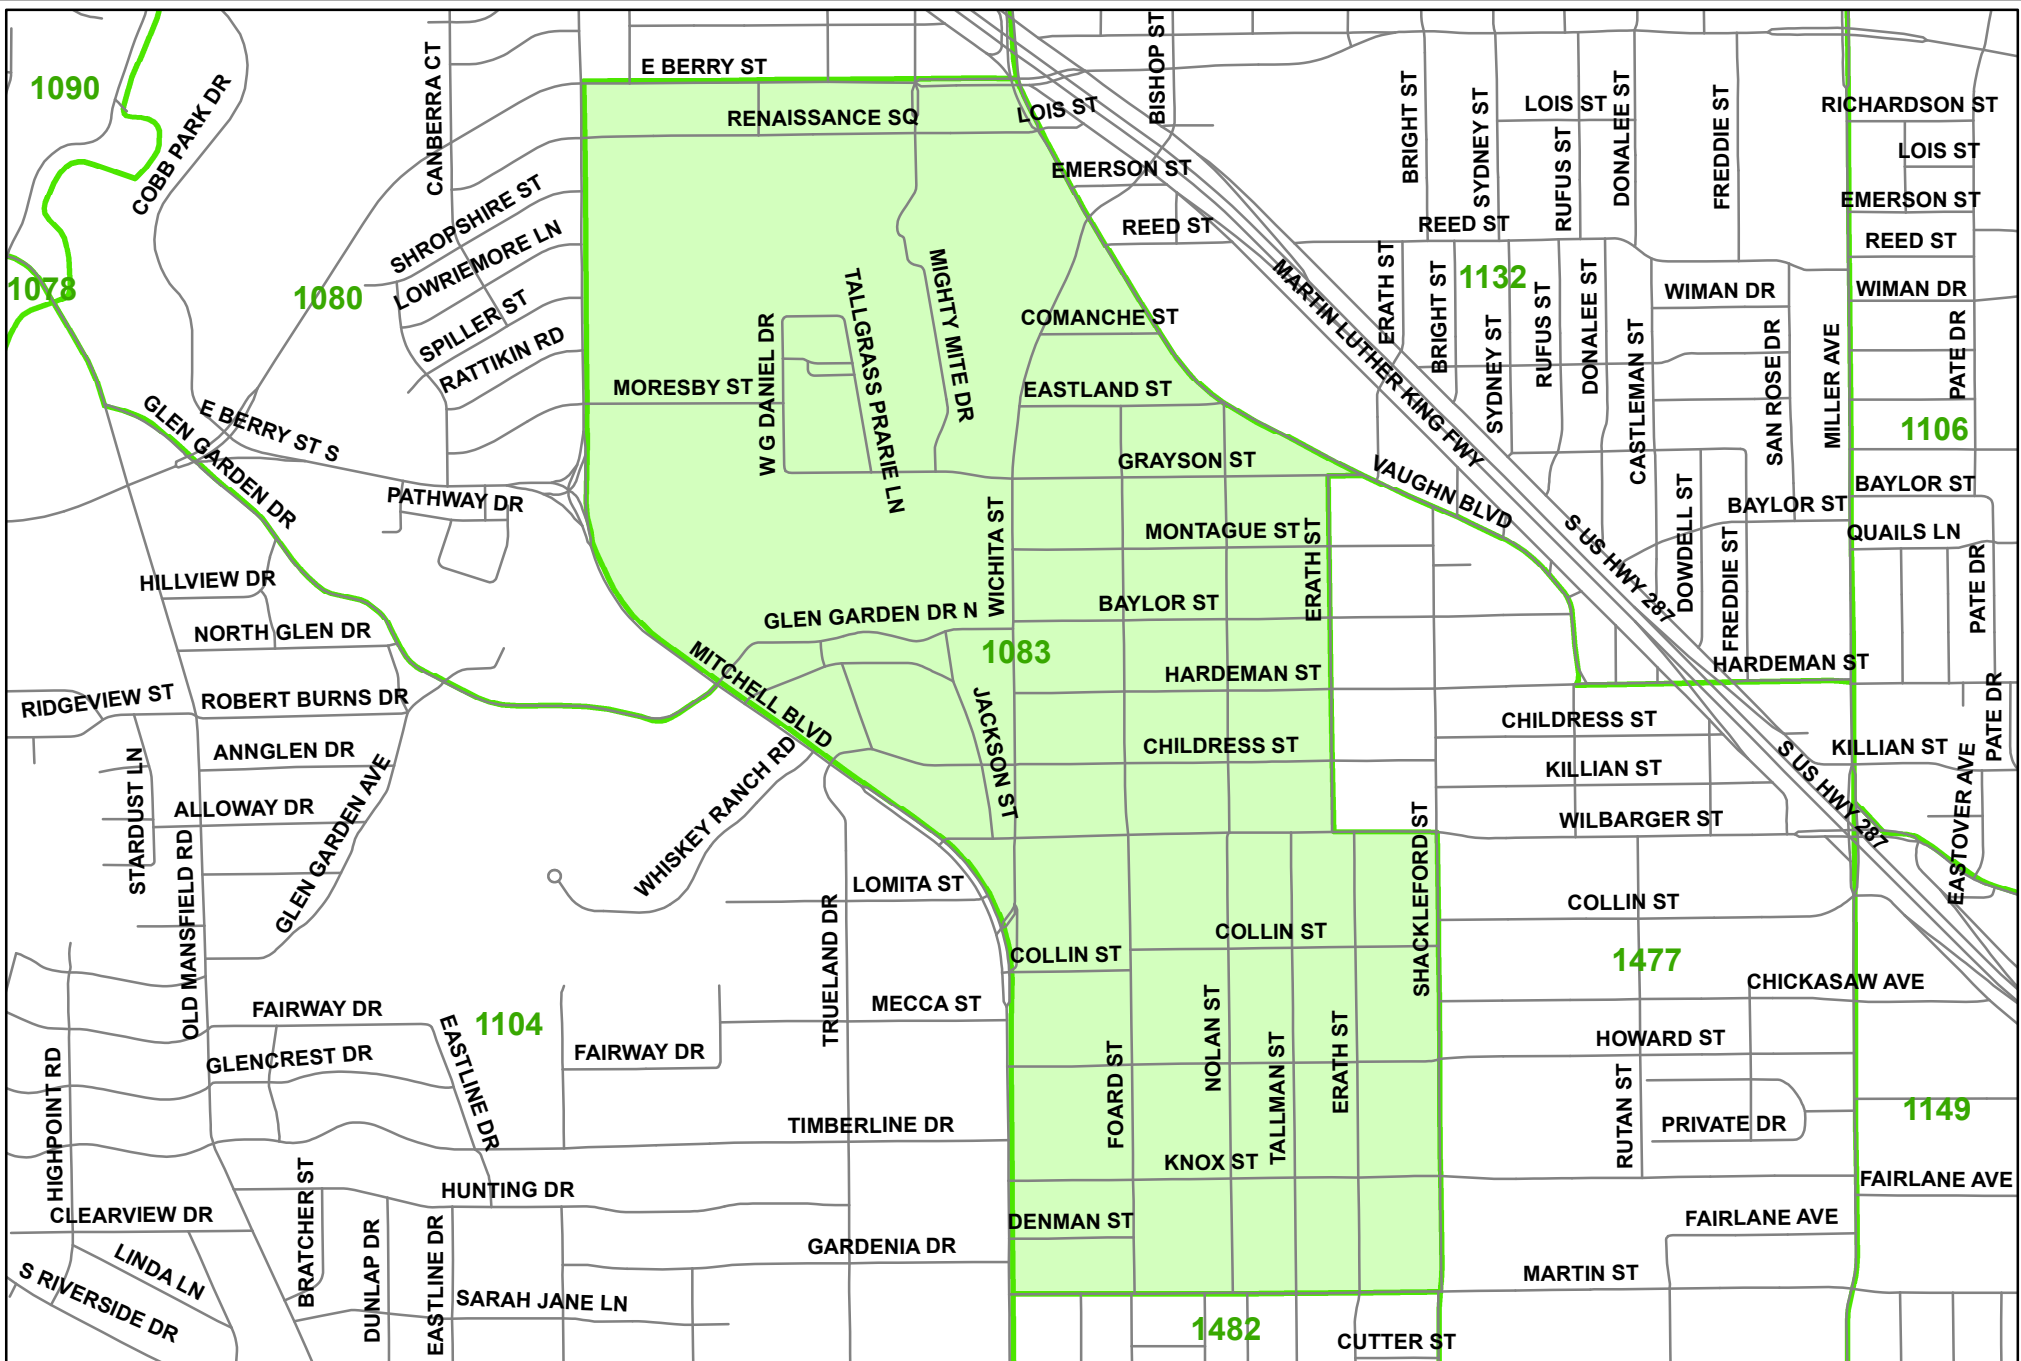 E BERRY ST
1090
COBB PARK DR
CANBERRA CT
RENAISSANCE SQ
LOIS ST
BISHOP ST
BRIGHT ST
SYDNEY ST
LOIS ST
RUFUS ST
DONALEE ST
FREDDIE ST
RICHARDSON ST
LOIS ST
EMERSON ST
EMERSON ST
SHROPSHIRE ST
REED ST
REED ST
REED ST
LOWRIEMORE LN
1078
1080
SPILLER ST
RATTIKIN RD
TALLGRASS PRARIE LN
MIGHTY MITE DR
W G DANIEL DR
COMANCHE ST
MARTIN LUTHER KING FWY
ERATH ST
BRIGHT ST
1132
SYDNEY ST
RUFUS ST
DONALEE ST
CASTLEMAN ST
WIMAN DR
SAN ROSE DR
MILLER AVE
WIMAN DR
PATE DR
MORESBY ST
EASTLAND ST
GLEN GARDEN DR
E BERRY ST S
1106
GRAYSON ST
VAUGHN BLVD
PATHWAY DR
WICHITA ST
MONTAGUE ST
ERATH ST
S US HWY 287
DOWDELL ST
FREDDIE ST
BAYLOR ST
BAYLOR ST
QUAILS LN
PATE DR
HILLVIEW DR
NORTH GLEN DR
GLEN GARDEN DR N
BAYLOR ST
1083
MITCHELL BLVD
HARDEMAN ST
HARDEMAN ST
RIDGEVIEW ST
ROBERT BURNS DR
JACKSON ST
CHILDRESS ST
PATE DR
STARDUST LN
ANNGLEN DR
GLEN GARDEN AVE
WHISKEY RANCH RD
CHILDRESS ST
KILLIAN ST
S US HWY 287
KILLIAN ST
EASTOVER AVE
ALLOWAY DR
OLD MANSFIELD RD
SHACKLEFORD ST
WILBARGER ST
LOMITA ST
TRUELAND DR
COLLIN ST
COLLIN ST
COLLIN ST
1477
CHICKASAW AVE
FAIRWAY DR
EASTLINE DR
1104
MECCA ST
NOLAN ST
TALLMAN ST
ERATH ST
HOWARD ST
HIGHPOINT RD
GLENCREST DR
FAIRWAY DR
FOARD ST
RUTAN ST
PRIVATE DR
1149
TIMBERLINE DR
KNOX ST
BRATCHER ST
HUNTING DR
FAIRLANE AVE
CLEARVIEW DR
DUNLAP DR
EASTLINE DR
DENMAN ST
FAIRLANE AVE
LINDA LN
GARDENIA DR
MARTIN ST
S RIVERSIDE DR
SARAH JANE LN
1482
CUTTER ST